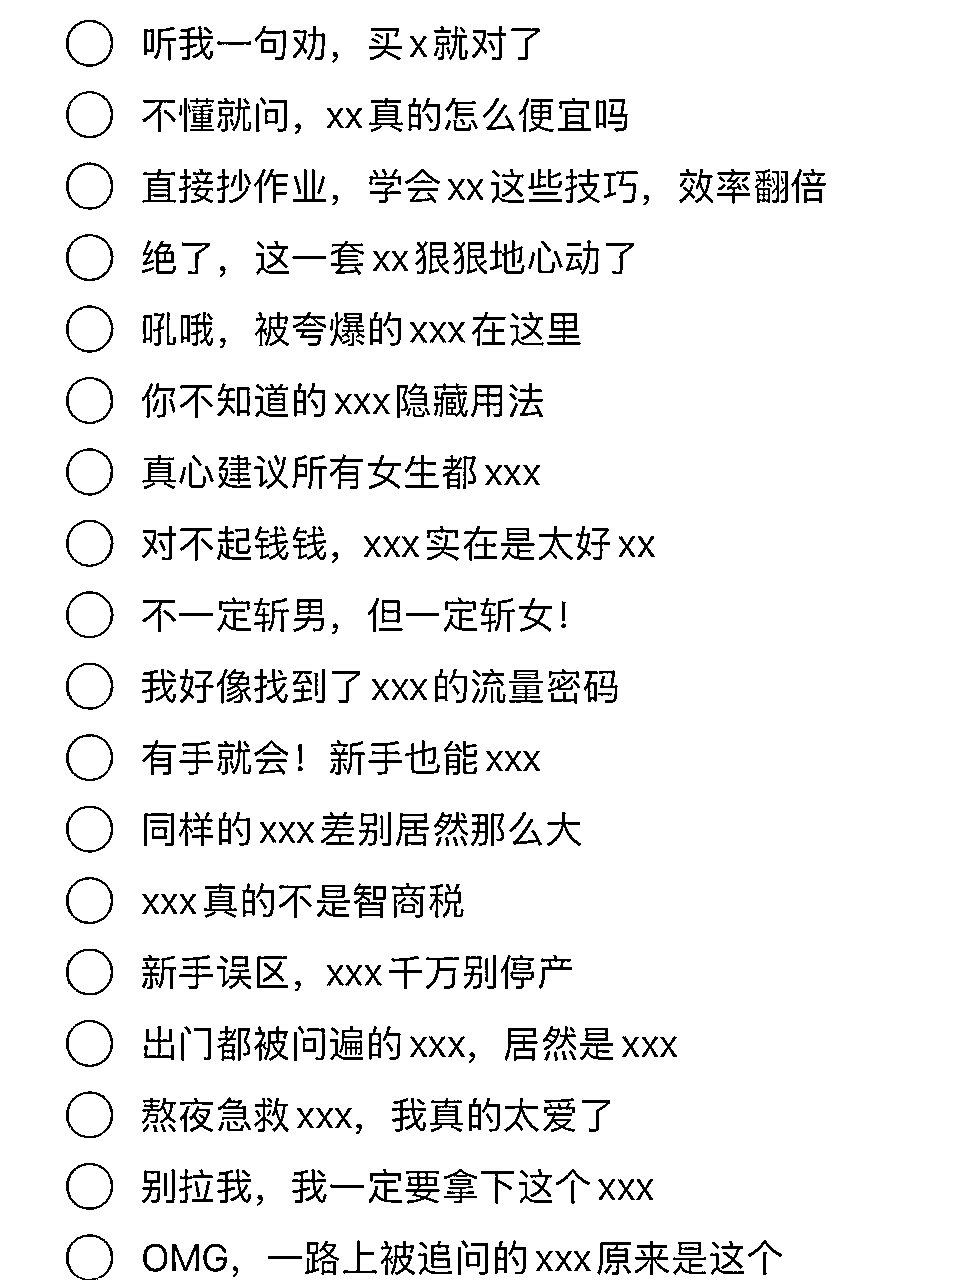 听我一句劝，买x就对了
不懂就问，xx真的怎么便宜吗
直接抄作业，学会xx这些技巧，效率翻倍
绝了，这一套xx狠狠地心动了
吼哦，被夸爆的xxx在这里
你不知道的xxx隐藏用法
真心建议所有女生都xxx
对不起钱钱，xxx实在是太好xx
不一定斩男，但一定斩女！
我好像找到了xxx的流量密码
有手就会！新手也能xxx
同样的xxx差别居然那么大
xxx真的不是智商税
新手误区，xxx千万别停产
出门都被问遍的xxx，居然是xxx
熬夜急救xxx，我真的太爱了
别拉我，我一定要拿下这个xxx
OMG，一路上被追问的xxx原来是这个